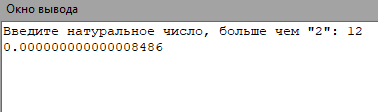 Окно вывода
Введите натуральное число, больше чем "2": 12
0.000000000000008486